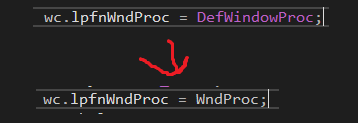 wc.lpfnWndProc = DefWindowProc;
wc.lpfnWndProc = WndProc;